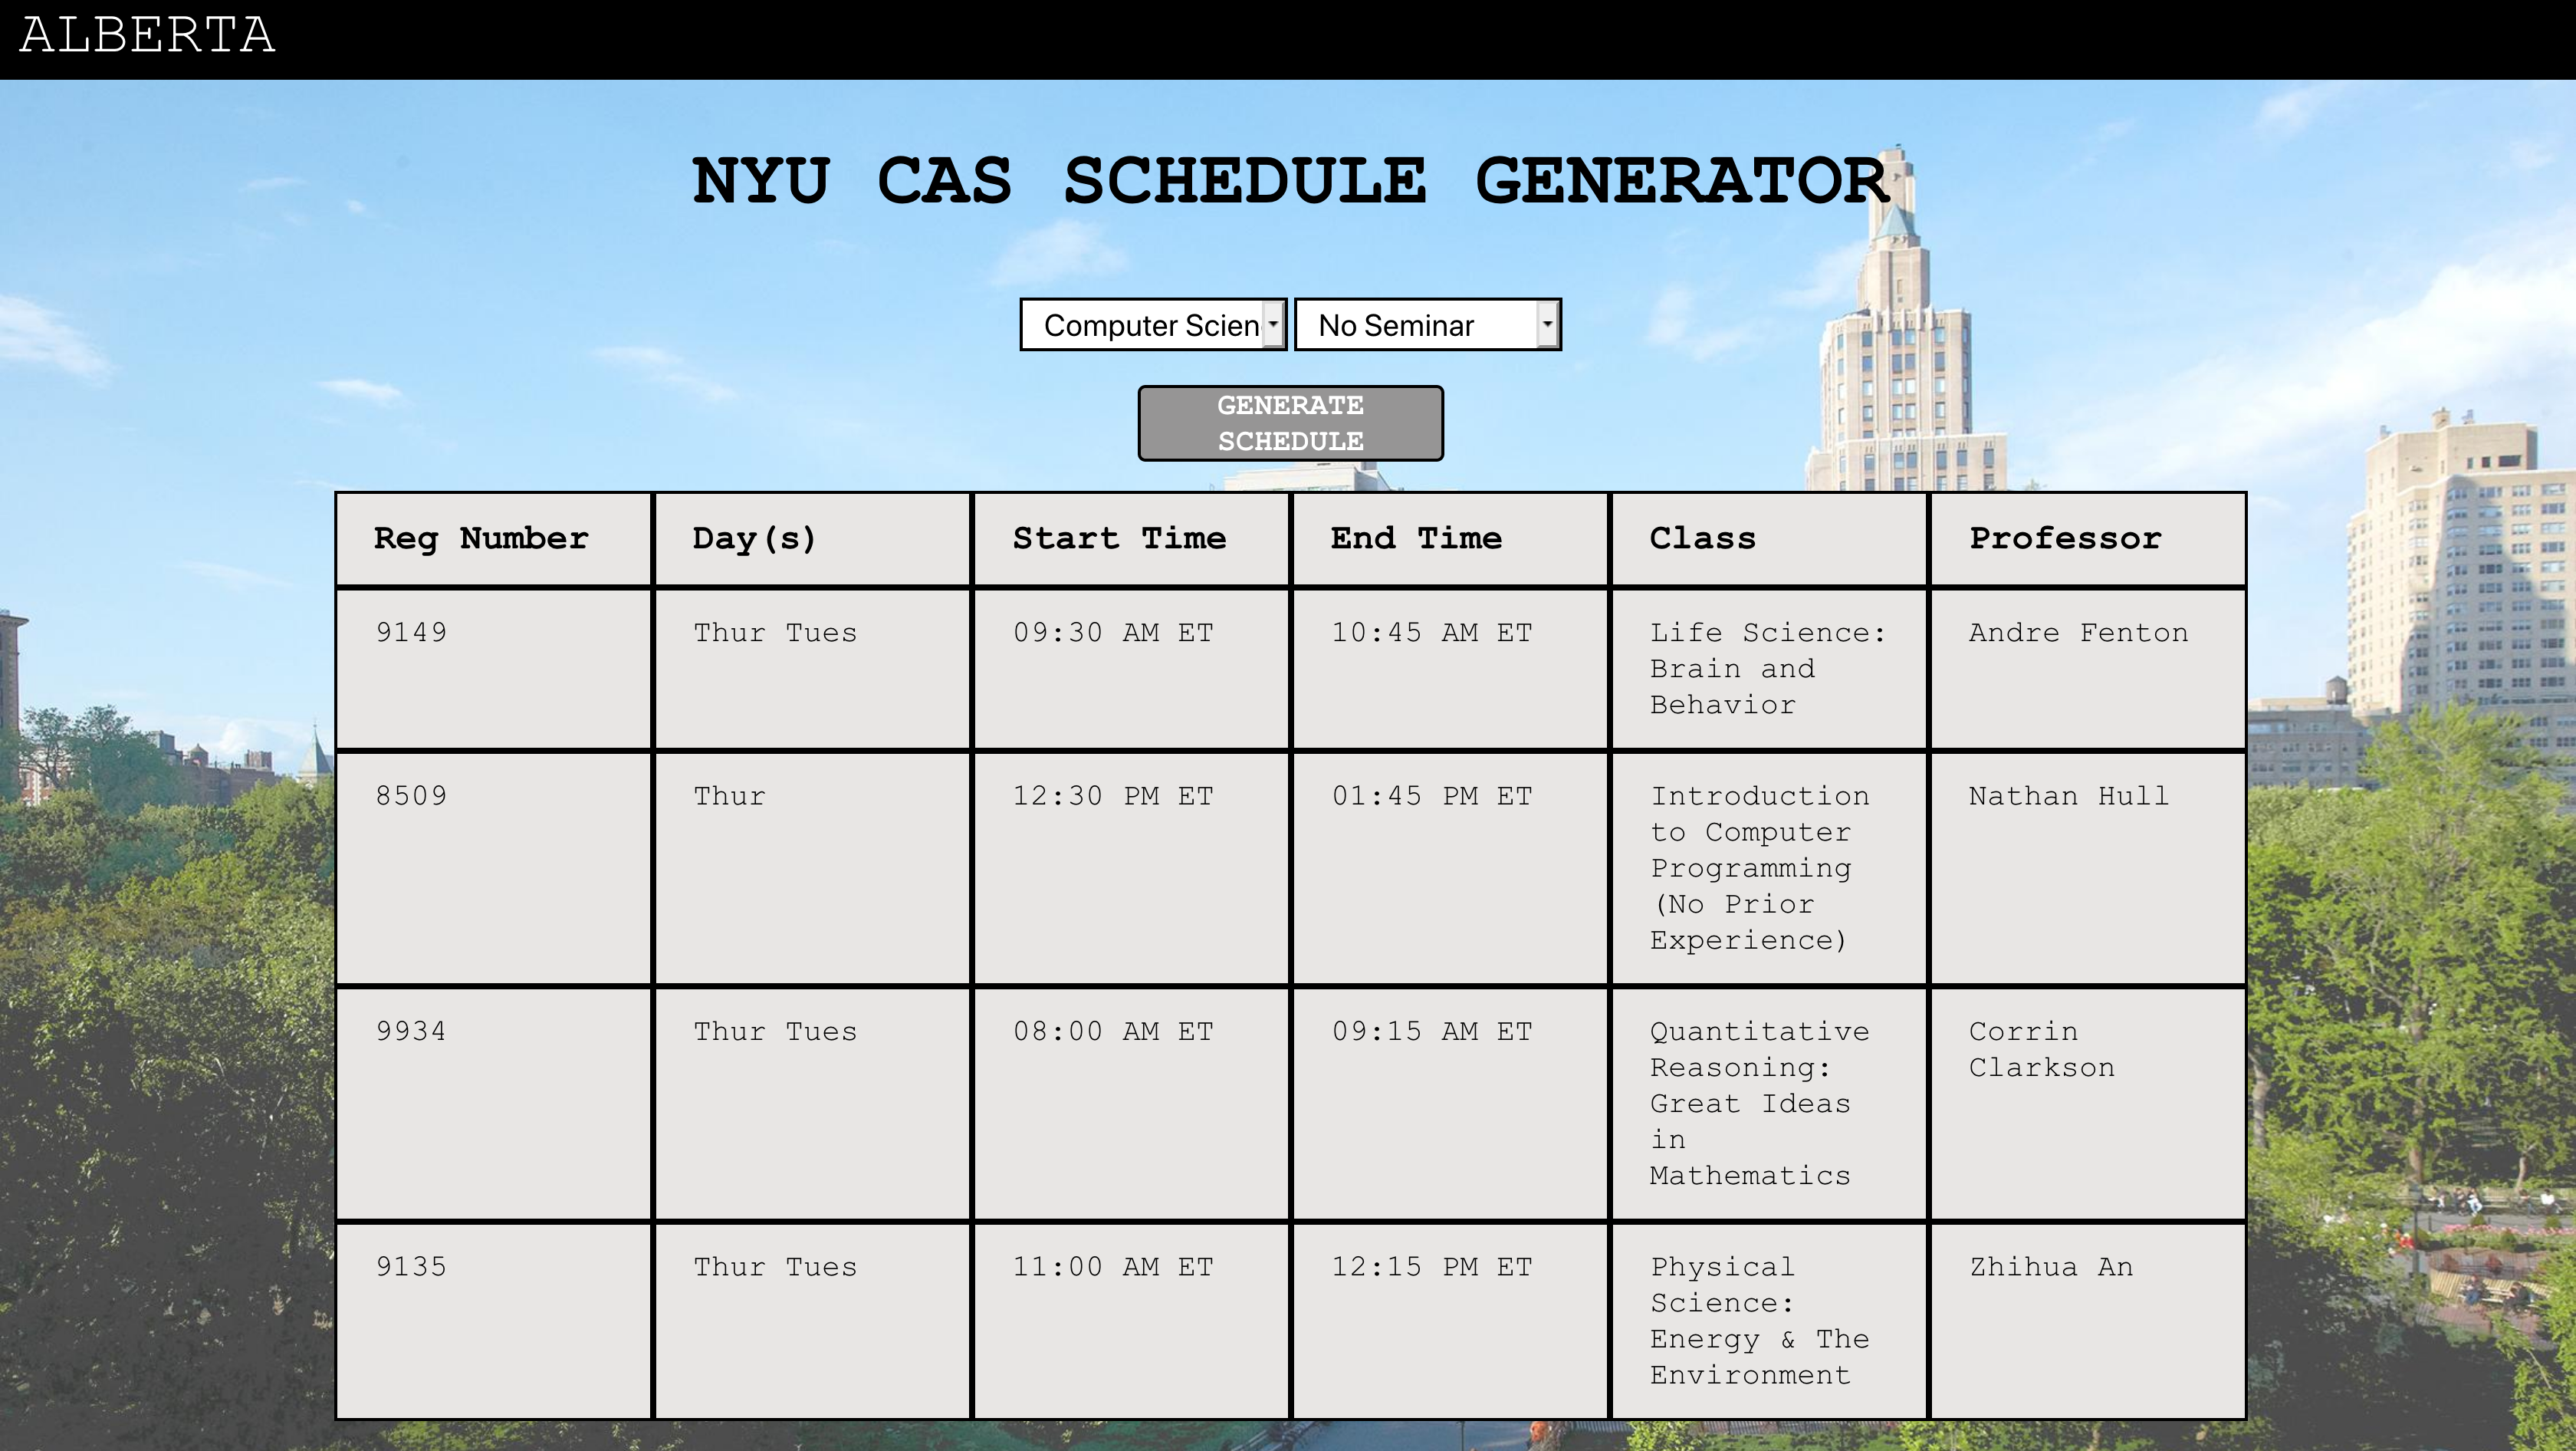 ALBERTA
NYU CAS SCHEDULE GENERATOR
Computer Scien
No Seminar
GENERATE
SCHEDULE
Reg Number Day(s) Start Time End Time Class Professor
9149 Thur Tues 09:30 AM ET 10:45 AM ET Life Science: Andre Fenton
Brain and
Behavior
8509 Thur 12:30 PM ET 01:45 PM ET Introduction Nathan Hull
to Computer
Programming
(No Prior
Experience)
9934 Thur Tues 08:00 AM ET 09:15 AM ET Quantitative Corrin
Reasoning: Clarkson
Great Ideas
in
Mathematics
9135 Thur Tues 11:00 AM ET 12:15 PM ET Physical Zhihua An
Science:
Energy & The
Environment